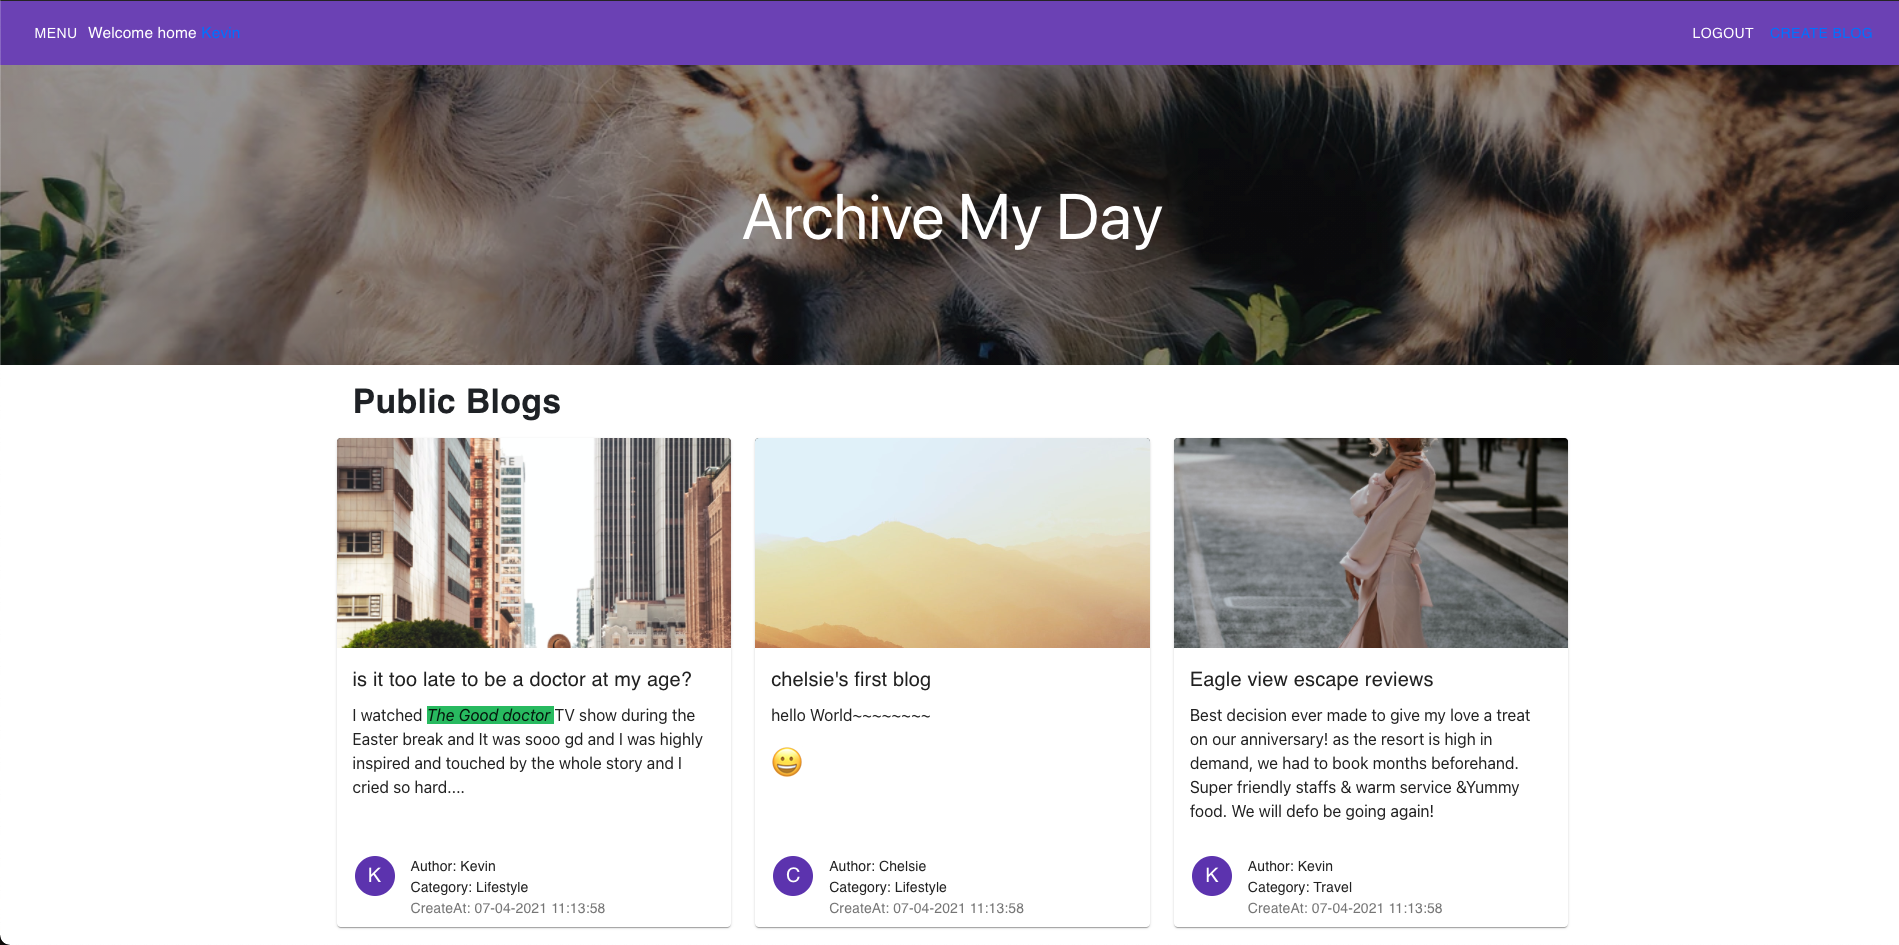 MENU Welcome home Kevin LOGOUT CREATE BLOG
Archive My Day
Public Blogs
RE
is it too late to be a doctor at my age?
I watched The Good doctor TV show during the
Easter break and It was sooo gd and I was highly
inspired and touched by the whole story and I
cried so hard....
K
Author: Kevin
Category: Lifestyle
CreateAt: 07-04-2021 11:13:58
chelsie's first blog
hello World~~~~~~~~
😀
C
Author: Chelsie
Category: Lifestyle
CreateAt: 07-04-2021 11:13:58
Eagle view escape reviews
Best decision ever made to give my love a treat
on our anniversary! as the resort is high in
demand, we had to book months beforehand.
Super friendly staffs & warm service &Yummy
food. We will defo be going again!
K
Author: Kevin
Category: Travel
CreateAt: 07-04-2021 11:13:58